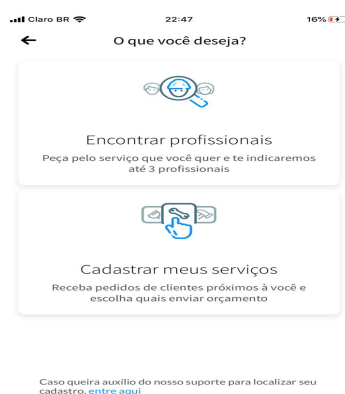 Claro BR 22:47 16%
O que você deseja?
Encontrar profissionais
Peça pelo serviço que você quer e te indicaremos
até 3 profissionais
Cadastrar meus serviços
Receba pedidos de clientes próximos à você e
escolha quais enviar orçamento
Caso queira auxílio do nosso suporte para localizar seu
cadastro, entre aqui